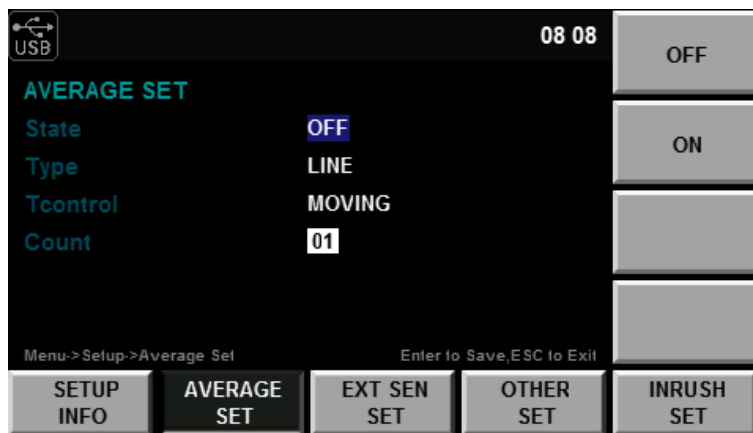 USB
08 08
OFF
AVERAGE SET
State OFF
ON
Type LINE
Tcontrol MOVING
Count 01
Menu->Setup->Average Set Enter to Save,ESC to Exit
SETUP INFO
AVERAGE SET
EXT SEN SET
OTHER SET
INRUSH SET